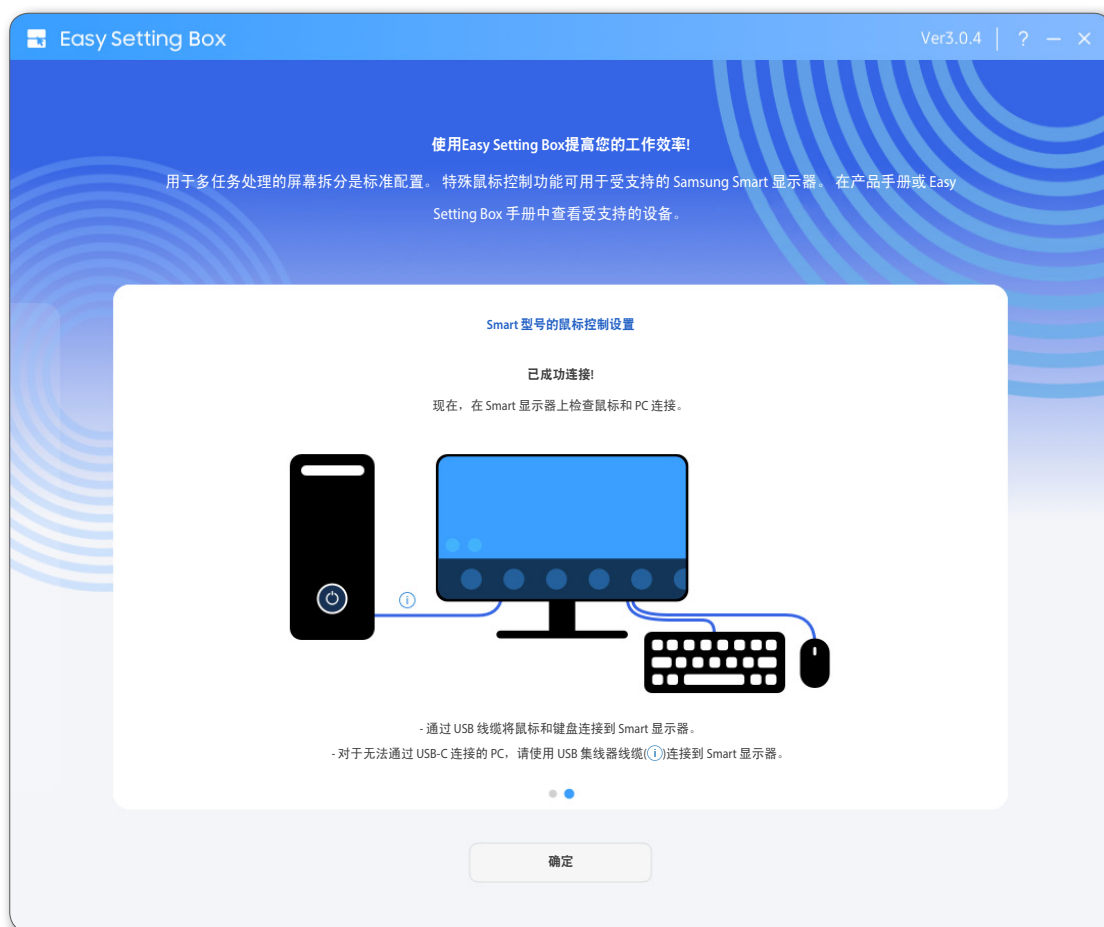 Easy Setting Box
Ver3.0.4
?
使用Easy Setting Box提高您的工作效率!
用于多任务处理的屏幕拆分是标准配置。 特殊鼠标控制功能可用于受支持的 Samsung Smart 显示器。 在产品手册或 Easy
Setting Box 手册中查看受支持的设备。
Smart 型号的鼠标控制设置
已成功连接!
现在，在 Smart 显示器上检查鼠标和 PC 连接。
i
- 通过 USB 线缆将鼠标和键盘连接到 Smart 显示器。
- 对于无法通过 USB-C 连接的 PC，请使用 USB 集线器线缆(i)连接到 Smart 显示器。
确定